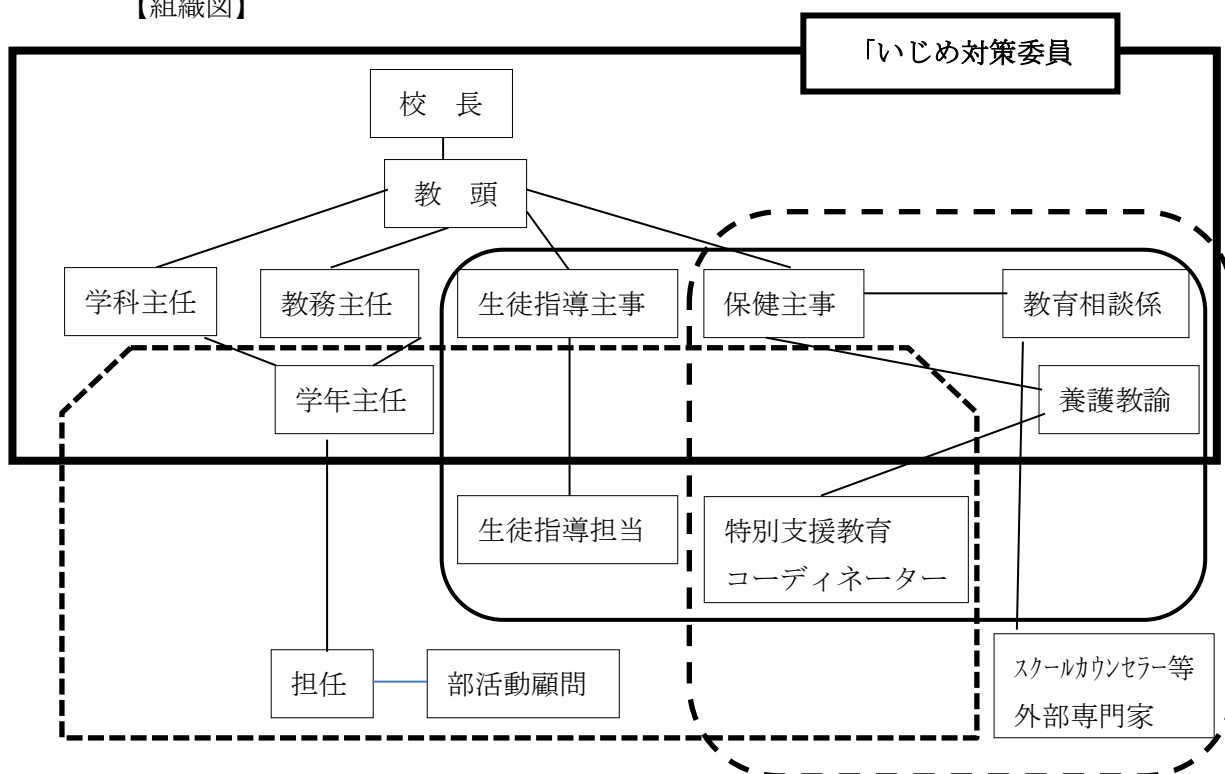 【組織図】
「いじめ対策委員
校 長
教 頭
学科主任
教務主任
生徒指導主事
保健主事
教育相談係
学年主任
養護教諭
生徒指導担当
特別支援教育
コーディネーター
担任
部活動顧問
ｽｸｰﾙｶｳﾝｾﾗｰ等
外部専門家